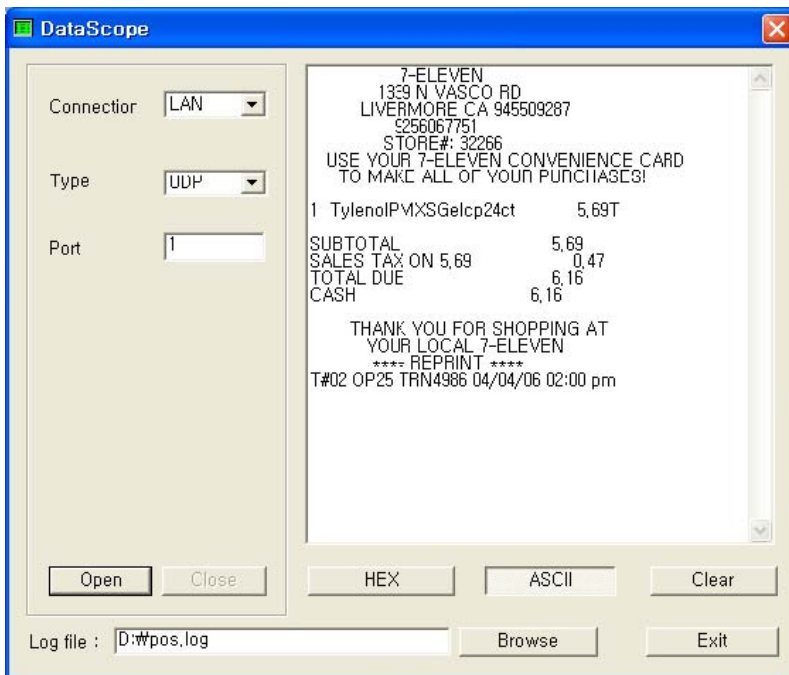 DataScope
Connectior LAN
Type UDP
Port 1
Open Close
7-ELEVEN
1339 N VASCO RD
LIVERMORE CA 945509287
9256067751
STORE#: 32266
USE YOUR 7-ELEVEN CONVENIENCE CARD
TO MAKE ALL OF YOUR PURCHASES!
1 TylenolPMXSGelcp24ct 5,69T
SUBTOTAL 5,69
SALES TAX ON 5,69 0,47
TOTAL DUE 6,16
CASH 6,16
THANK YOU FOR SHOPPING AT
YOUR LOCAL 7-ELEVEN
**** REPRINT ****
T#02 OP25 TRN4986 04/04/06 02:00 pm
HEX ASCII Clear
Log file : D:₩pos,log Browse Exit